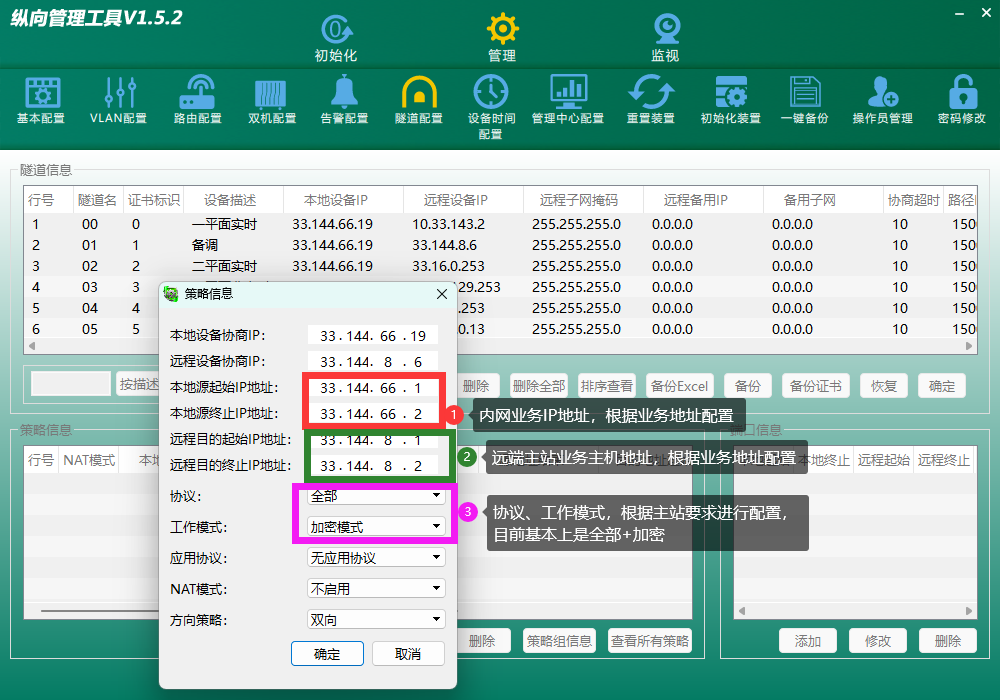 纵向管理工具V1.5.2
初始化
管理
监视
基本配置
VLAN配置
路由配置
双机配置
告警配置
隧道配置
设备时间
配置
管理中心配置
重置装置
初始化装置
一键备份
操作员管理
密码修改
隧道信息
行号 隧道名 证书标识 设备描述 本地设备IP 远程设备IP 远程子网掩码 远程备用IP 备用子网 协商超时 路径
1 00 0 一平面实时 33.144.66.19 10.33.143.2 255.255.255.0 0.0.0.0 0.0.0.0 10 150
2 01 1 备调 33.144.66.19 33.144.8.6 255.255.255.0 0.0.0.0 0.0.0.0 10 150
3 02 2 二平面实时 33.144.66.19 33.16.0.253 255.255.255.0 0.0.0.0 0.0.0.0 10 150
4 03 3 129.253 255.255.255.0 0.0.0.0 0.0.0.0 10 150
5 04 4 .253 255.255.255.0 0.0.0.0 0.0.0.0 10 150
6 05 5 0.13 255.255.255.0 0.0.0.0 0.0.0.0 10 150
按描述
删除
删除全部
排序查看
备份Excel
备份
备份证书
恢复
确定
策略信息
行号 NAT模式 本地
端口信息
本地终止 远程起始 远程终止
删除
策略组信息
查看所有策略
添加
修改
删除
策略信息
本地设备协商IP: 33.144.66.19
远程设备协商IP: 33.144.8.6
本地源起始IP地址: 33.144.66.1
本地源终止IP地址: 33.144.66.2
远程目的起始IP地址: 33.144.8.1
远程目的终止IP地址: 33.144.8.2
协议: 全部
工作模式: 加密模式
应用协议: 无应用协议
NAT模式: 不启用
方向策略: 双向
确定
取消
1 内网业务IP地址，根据业务地址配置
2 远端主站业务主机地址，根据业务地址配置
3 协议、工作模式，根据主站要求进行配置，
目前基本上是全部+加密